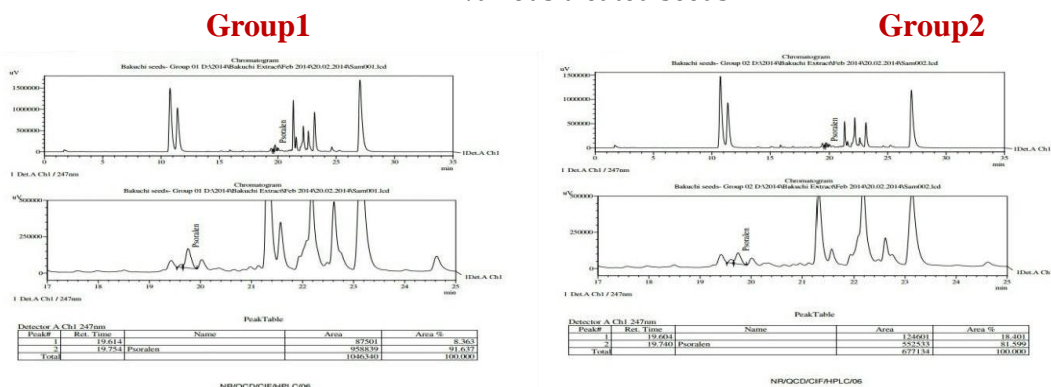 Group1
Chromatogram
Bakuchi seeds- Group 01 D:\2014\Bakuchi Extract\Feb 2014\20.02.2014\Sam001.lcd
uV
1500000
1000000
500000
0
Psoralen
0 5 10 15 20 25 30 35
min
1Det.A Ch1
1 Det.A Ch1 / 247nm
Chromatogram
Bakuchi seeds- Group 01 D:\2014\Bakuchi Extract\Feb 2014\20.02.2014\Sam001.lcd
uV
500000
250000
0
Psoralen
17 18 19 20 21 22 23 24 25
min
1Det.A Ch1
1 Det.A Ch1 / 247nm
PeakTable
Detector A Ch1 247nm
Peak# Ret. Time Name Area Area %
1 19.614 87501 8.363
2 19.754 Psoralen 958839 91.637
Total 1046340 100.000
NR/QCD/CIF/HPLC/06
Group2
Chromatogram
Bakuchi seeds- Group 02 D:\2014\Bakuchi Extract\Feb 2014\20.02.2014\Sam002.lcd
uV
1500000
1000000
500000
0
Psoralen
0 5 10 15 20 25 30 35
min
1Det.A Ch1
1 Det.A Ch1 / 247nm
Chromatogram
Bakuchi seeds- Group 02 D:\2014\Bakuchi Extract\Feb 2014\20.02.2014\Sam002.lcd
500000
250000
0
Psoralen
17 18 19 20 21 22 23 24 25
min
1Det.A
1 Det.A Ch1 / 247nm
PeakTable
Detector A Ch1 247nm
Peak# Ret. Time Name Area Area %
1 19.604 124601 18.401
2 19.740 Psoralen 552533 81.599
Total 677134 100.000
NR/QCD/CIF/HPLC/06